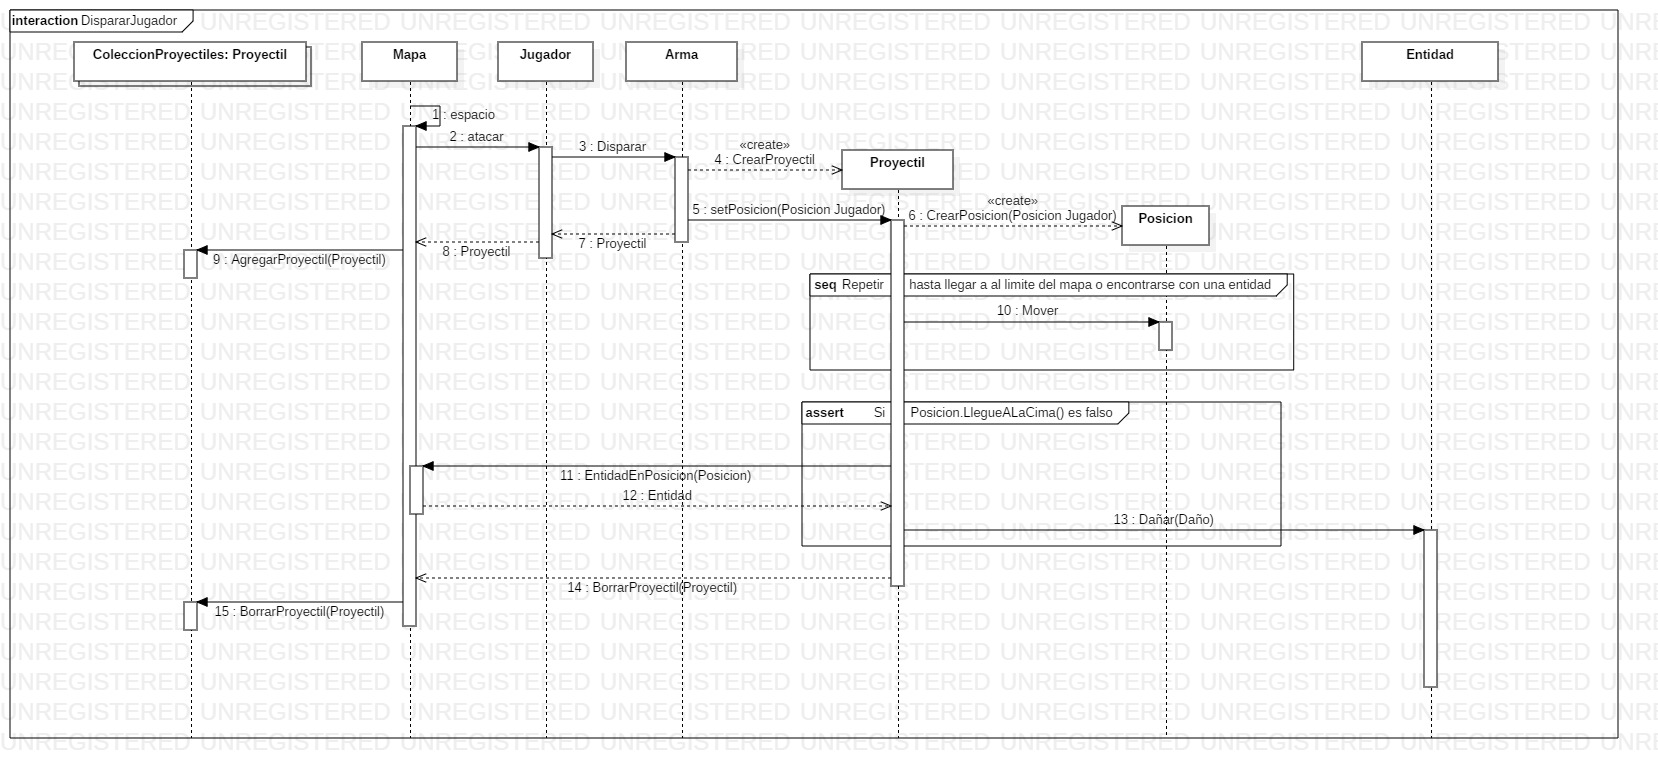 interaction DispararJugador
ColeccionProyectiles: Proyectil
Mapa
Jugador
Arma
Entidad
1 : espacio
2 : atacar
3 : Disparar
«create»
4 : CrearProyectil
Proyectil
5 : setPosicion(Posicion Jugador)
«create»
6 : CrearPosicion(Posicion Jugador)
Posicion
7 : Proyectil
8 : Proyectil
9 : AgregarProyectil(Proyectil)
seq Repetir hasta llegar a al limite del mapa o encontrarse con una entidad
10 : Mover
assert Si Posicion.LlegueALaCima() es falso
11 : EntidadEnPosicion(Posicion)
12 : Entidad
13 : Dañar(Daño)
14 : BorrarProyectil(Proyectil)
15 : BorrarProyectil(Proyectil)
UNREGISTERED